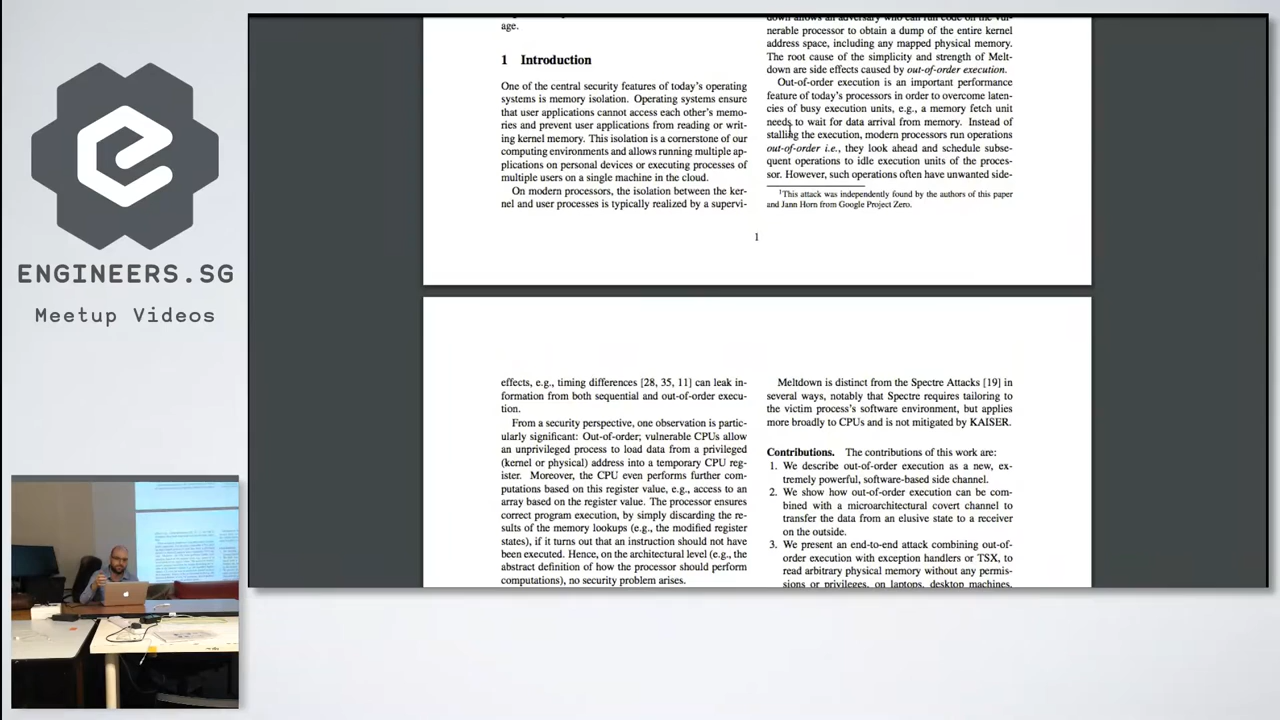 ENGINEERS.SG
Meetup Videos
age.
1 Introduction
One of the central security features of today's operating
systems is memory isolation. Operating systems ensure
that user applications cannot access each other's memo-
ries and prevent user applications from reading or writ-
ing kernel memory. This isolation is a cornerstone of our
computing environments and allows running multiple ap-
plications on personal devices or executing processes of
multiple users on a single machine in the cloud.
On modern processors, the isolation between the ker-
nel and user processes is typically realized by a supervi-
down allows an adversary who can run code on the vul-
nerable processor to obtain a dump of the entire kernel
address space, including any mapped physical memory.
The root cause of the simplicity and strength of Melt-
down are side effects caused by out-of-order execution.
Out-of-order execution is an important performance
feature of today's processors in order to overcome laten-
cies of busy execution units, e.g., a memory fetch unit
needs to wait for data arrival from memory. Instead of
stalling the execution, modern processors run operations
out-of-order i.e., they look ahead and schedule subse-
quent operations to idle execution units of the proces-
sor. However, such operations often have unwanted side-
1This attack was independently found by the authors of this paper
and Jann Horn from Google Project Zero.
1
effects, e.g., timing differences [28, 35, 11] can leak in-
formation from both sequential and out-of-order execu-
tion.
From a security perspective, one observation is partic-
ularly significant: Out-of-order; vulnerable CPUs allow
an unprivileged process to load data from a privileged
(kernel or physical) address into a temporary CPU reg-
ister. Moreover, the CPU even performs further com-
putations based on this register value, e.g., access to an
array based on the register value. The processor ensures
correct program execution, by simply discarding the re-
sults of the memory lookups (e.g., the modified register
states), if it turns out that an instruction should not have
been executed. Hence, on the architectural level (e.g., the
abstract definition of how the processor should perform
computations), no security problem arises.
Meltdown is distinct from the Spectre Attacks [19] in
several ways, notably that Spectre requires tailoring to
the victim process's software environment, but applies
more broadly to CPUs and is not mitigated by KAISER.
Contributions. The contributions of this work are:
1. We describe out-of-order execution as a new, ex-
tremely powerful, software-based side channel.
2. We show how out-of-order execution can be com-
bined with a microarchitectural covert channel to
transfer the data from an elusive state to a receiver
on the outside.
3. We present an end-to-end attack combining out-of-
order execution with exception handlers or TSX, to
read arbitrary physical memory without any permis-
sions or privileges, on laptops, desktop machines,